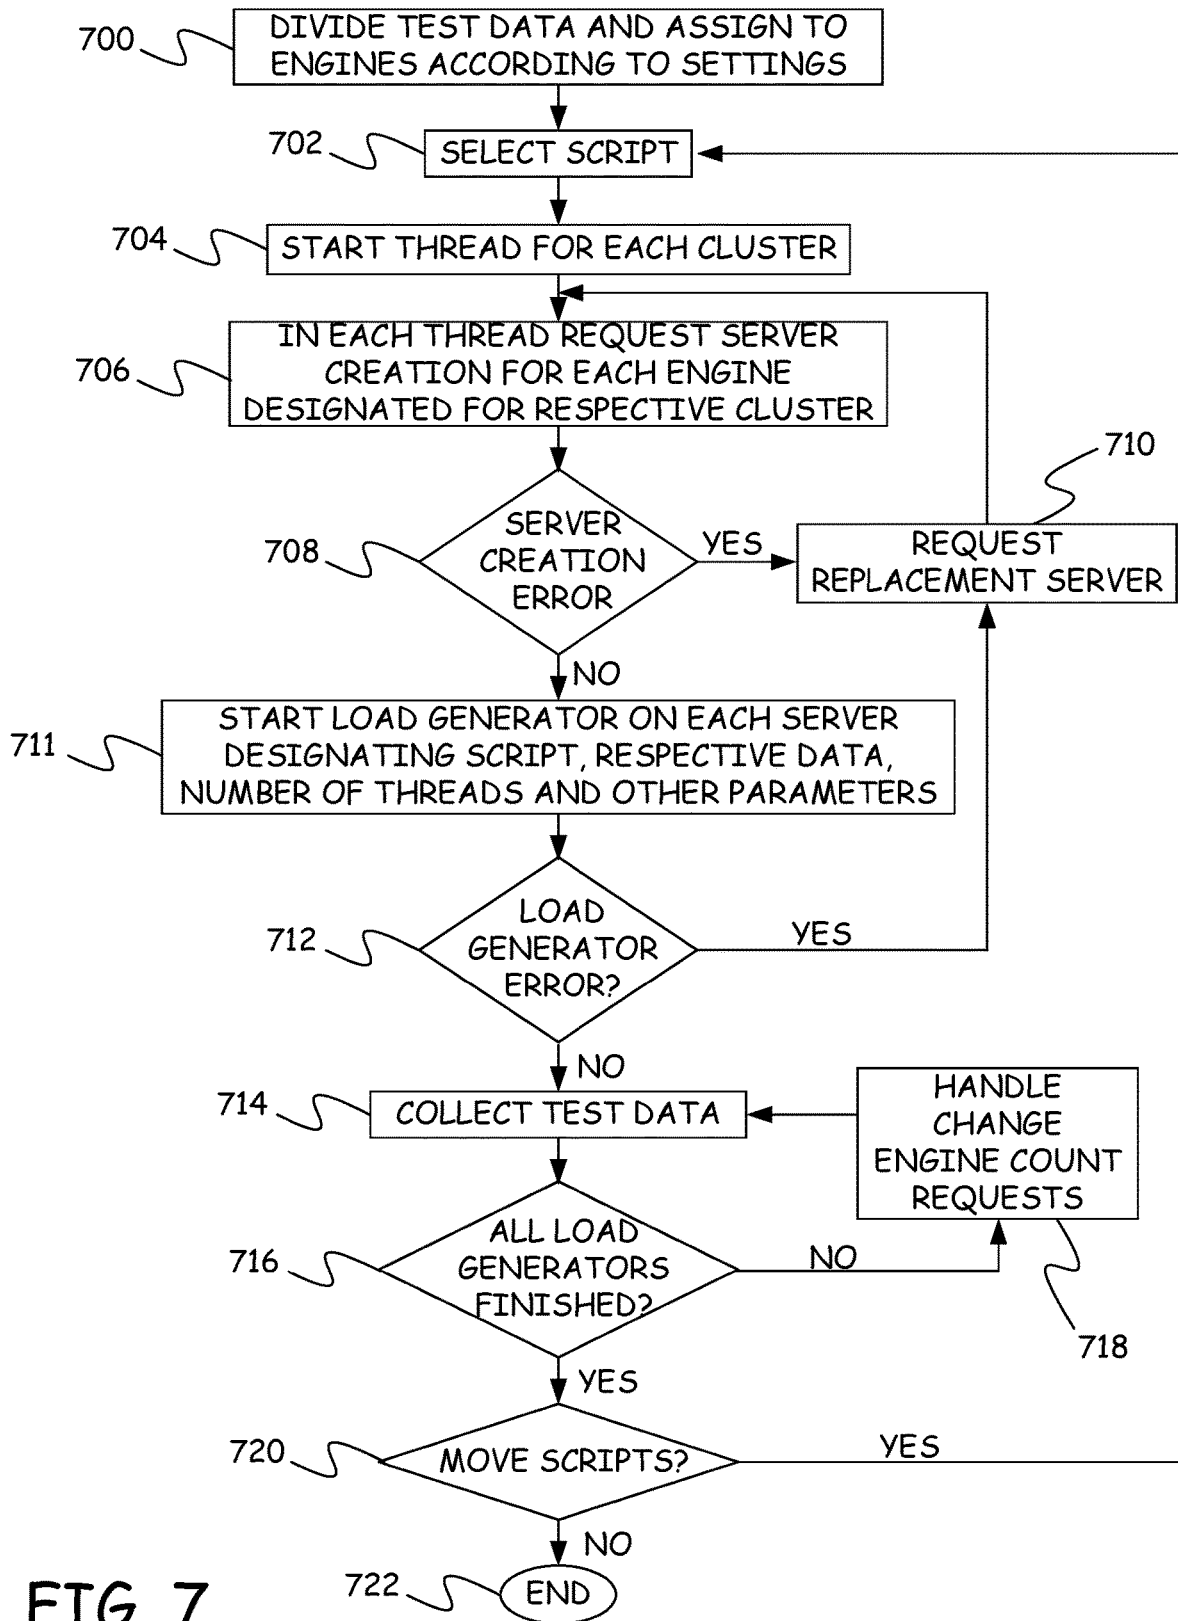 700
DIVIDE TEST DATA AND ASSIGN TO
ENGINES ACCORDING TO SETTINGS
702
SELECT SCRIPT
704
START THREAD FOR EACH CLUSTER
706
IN EACH THREAD REQUEST SERVER
CREATION FOR EACH ENGINE
DESIGNATED FOR RESPECTIVE CLUSTER
708
SERVER
CREATION
ERROR
YES
710
REQUEST
REPLACEMENT SERVER
NO
711
START LOAD GENERATOR ON EACH SERVER
DESIGNATING SCRIPT, RESPECTIVE DATA,
NUMBER OF THREADS AND OTHER PARAMETERS
712
LOAD
GENERATOR
ERROR?
YES
NO
714
COLLECT TEST DATA
HANDLE
CHANGE
ENGINE COUNT
REQUESTS
716
ALL LOAD
GENERATORS
FINISHED?
NO
718
YES
720
MOVE SCRIPTS?
YES
NO
722
END
FIG 7